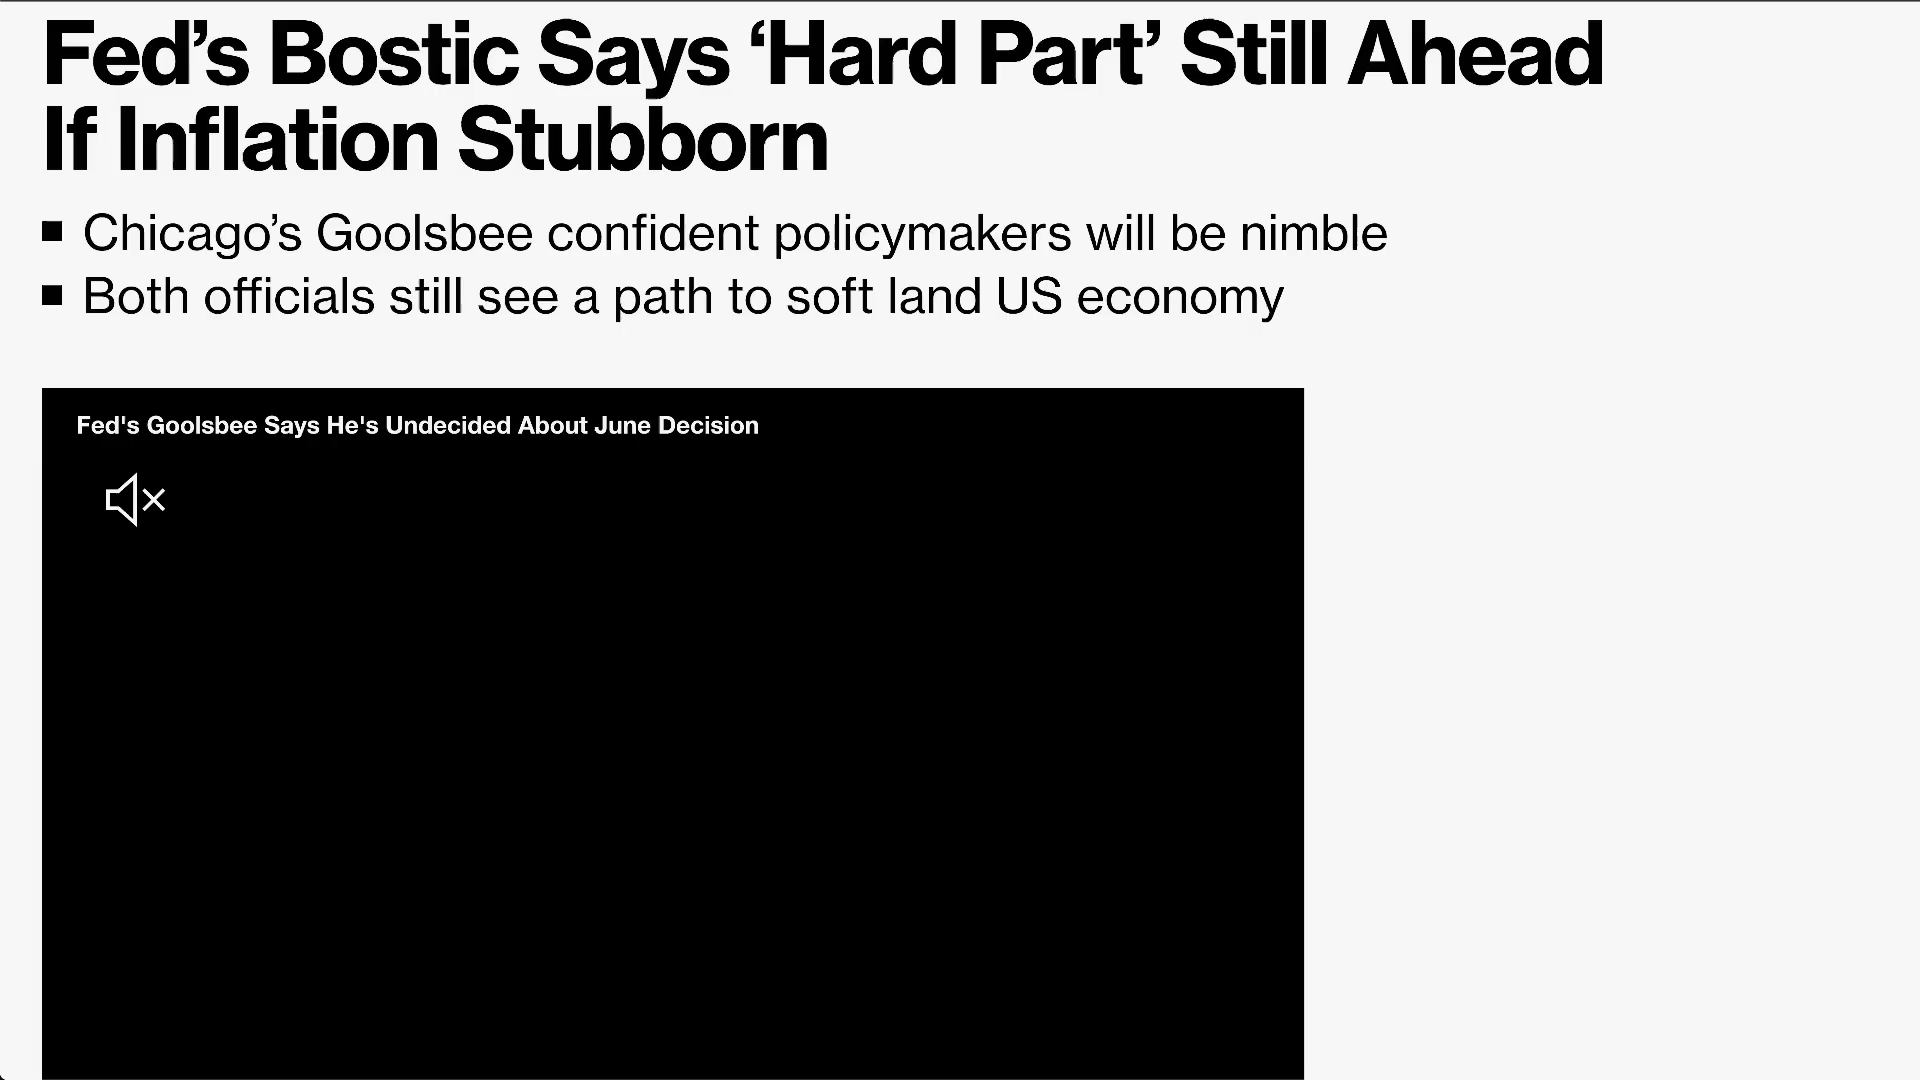 Fed’s Bostic Says ‘Hard Part’ Still Ahead
If Inflation Stubborn
Chicago’s Goolsbee confident policymakers will be nimble
Both officials still see a path to soft land US economy
Fed's Goolsbee Says He's Undecided About June Decision